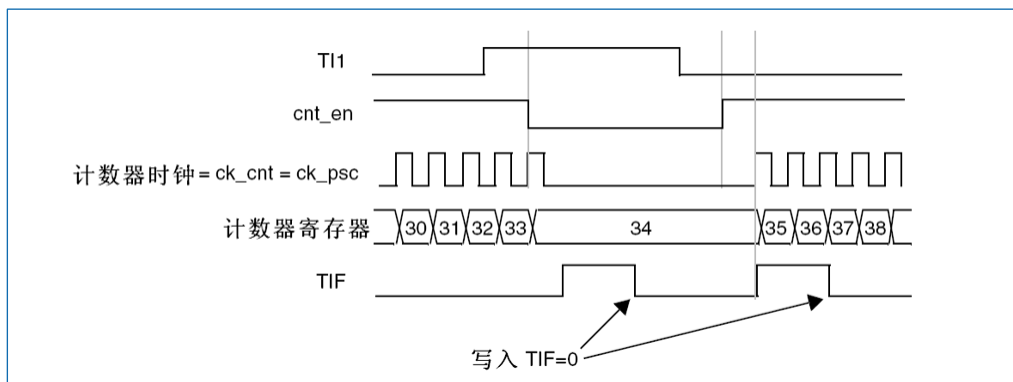 TI1
cnt_en
计数器时钟 = ck_cnt = ck_psc
计数器寄存器 30 31 32 33 34 35 36 37 38
TIF
写入 TIF=0